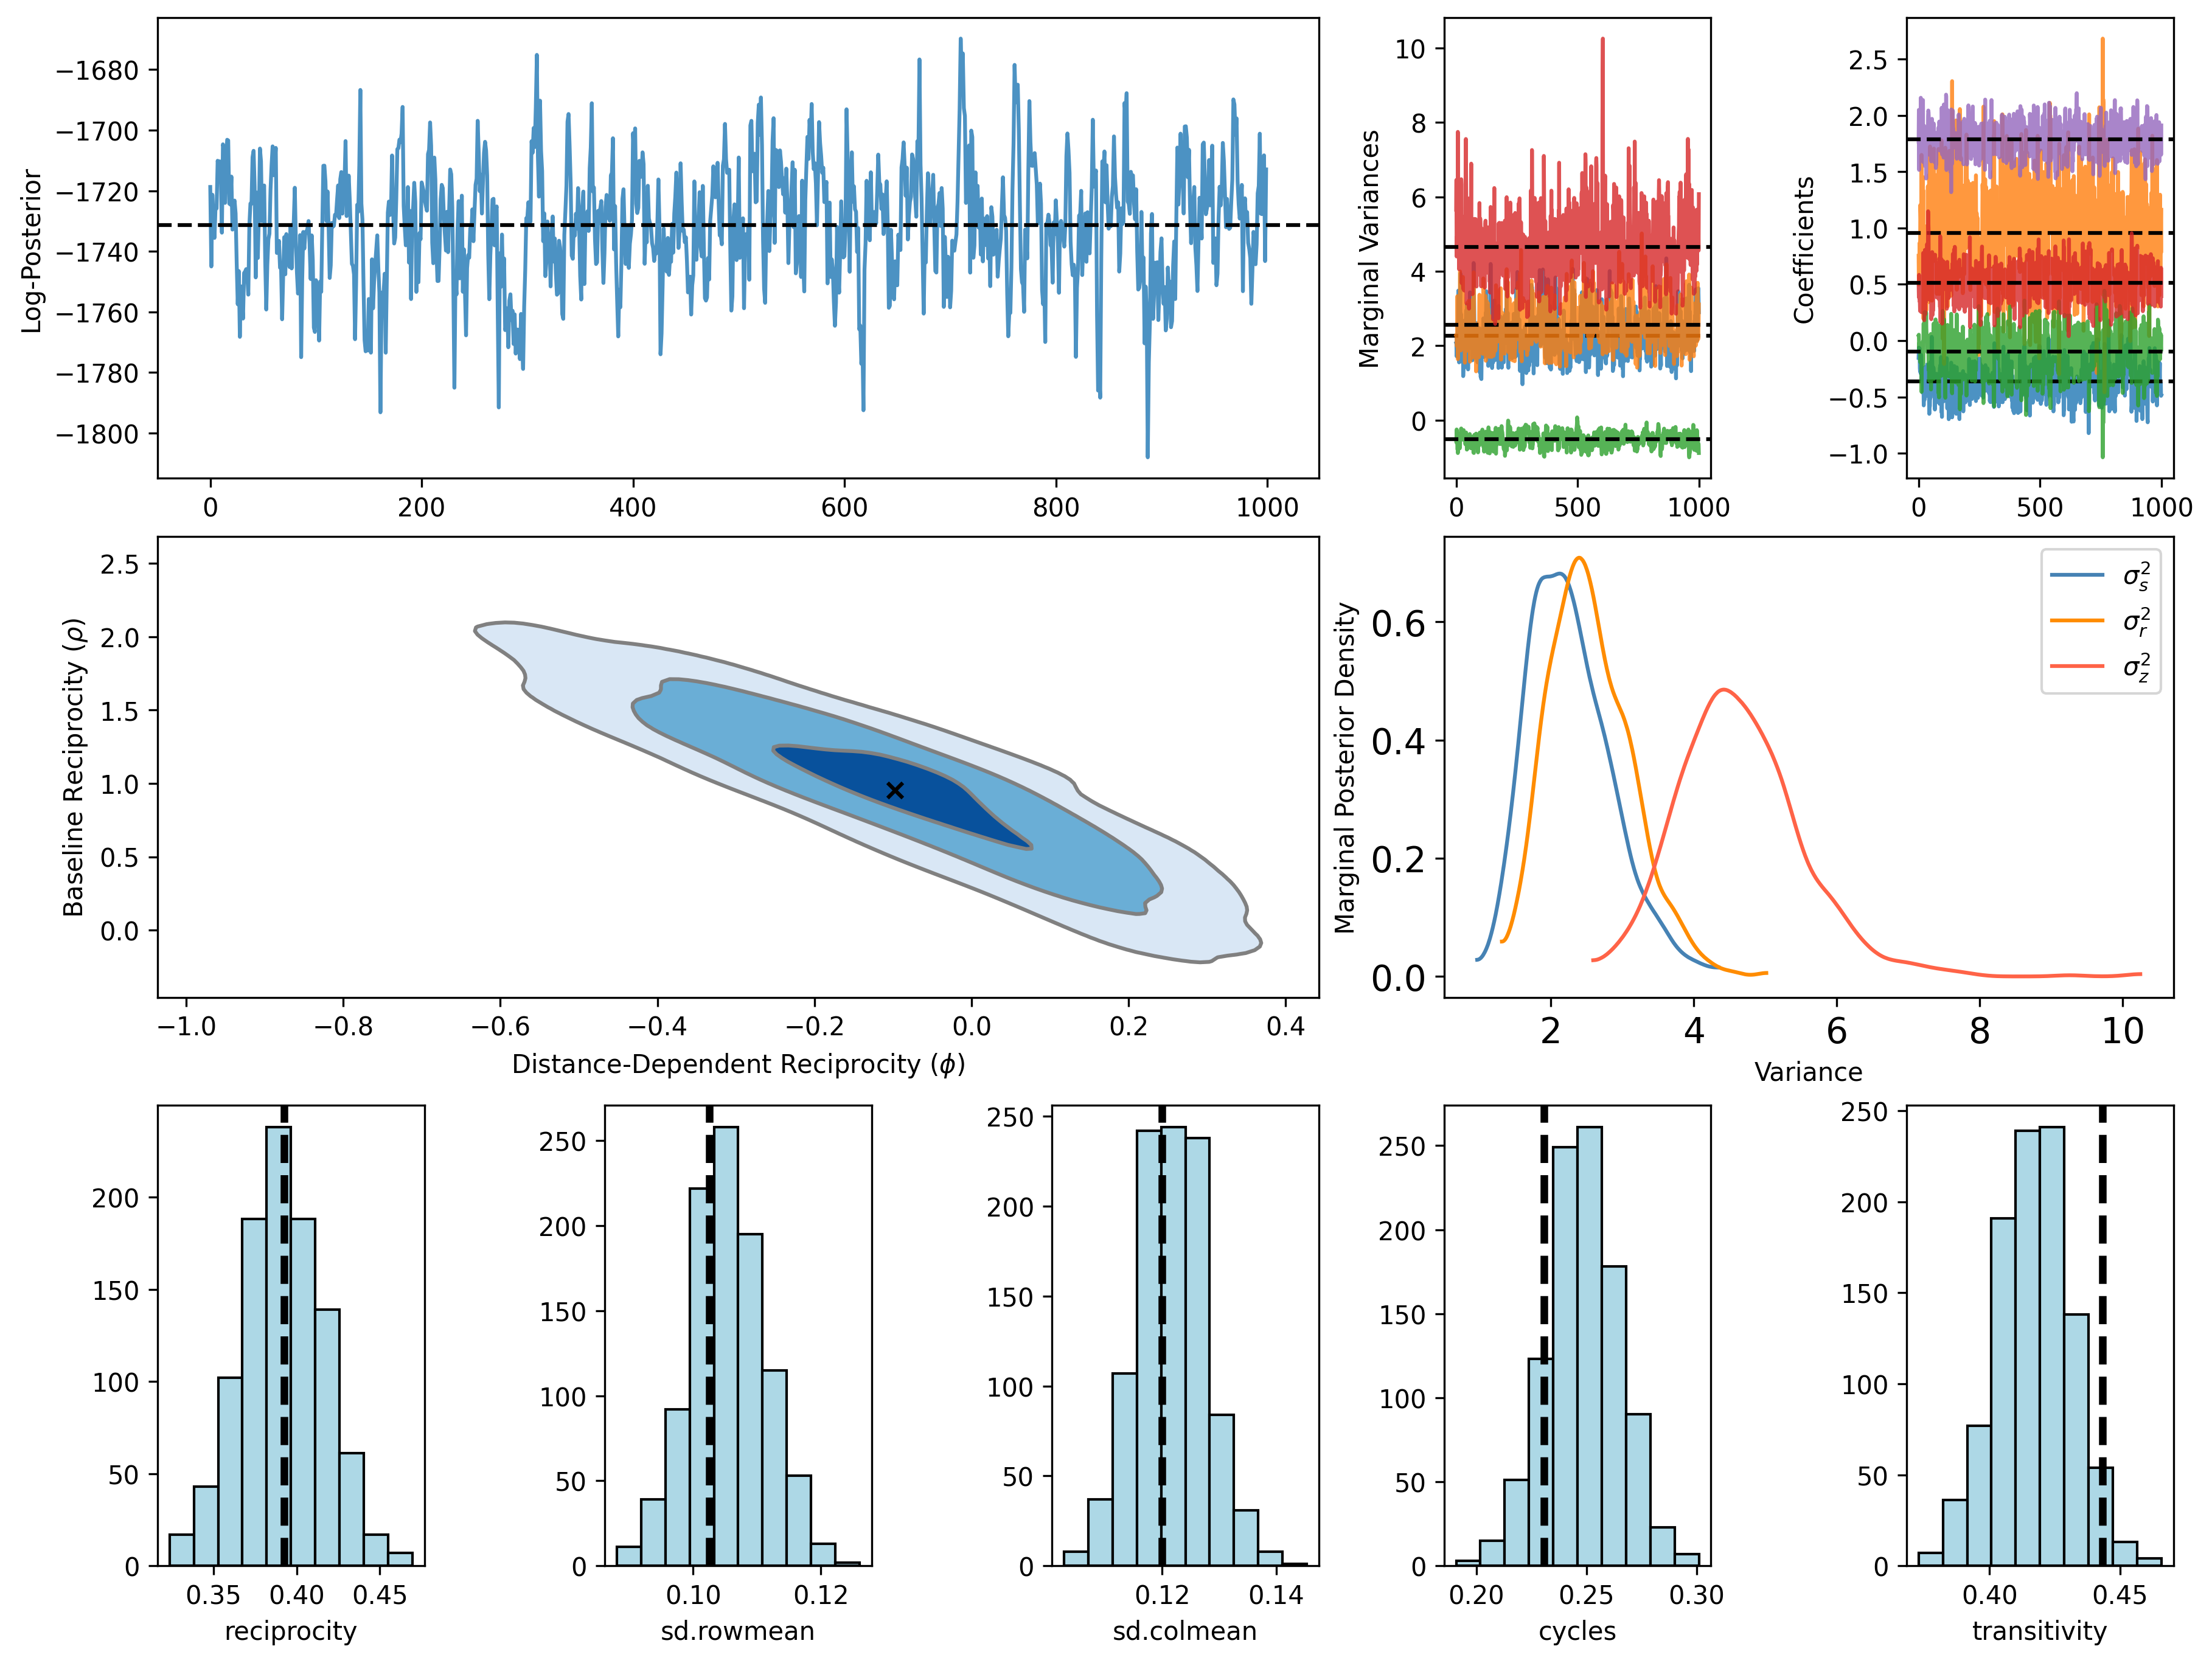 Log-Posterior
−1680
−1700
−1720
−1740
−1760
−1780
−1800
0 200 400 600 800 1000
Marginal Variances
10
8
6
4
2
0
0 500 1000
Coefficients
2.5
2.0
1.5
1.0
0.5
0.0
−0.5
−1.0
0 500 1000
Baseline Reciprocity (ρ)
2.5
2.0
1.5
1.0
0.5
0.0
−1.0 −0.8 −0.6 −0.4 −0.2 0.0 0.2 0.4
Distance-Dependent Reciprocity (ϕ)
Marginal Posterior Density
0.6
0.4
0.2
0.0
σ²ₛ
σ²ᵣ
σ²_z
2 4 6 8 10
Variance
200
150
100
50
0
0.35 0.40 0.45
reciprocity
250
200
150
100
50
0
0.10 0.12
sd.rowmean
250
200
150
100
50
0
0.12 0.14
sd.colmean
250
200
150
100
50
0
0.20 0.25 0.30
cycles
250
200
150
100
50
0
0.40 0.45
transitivity